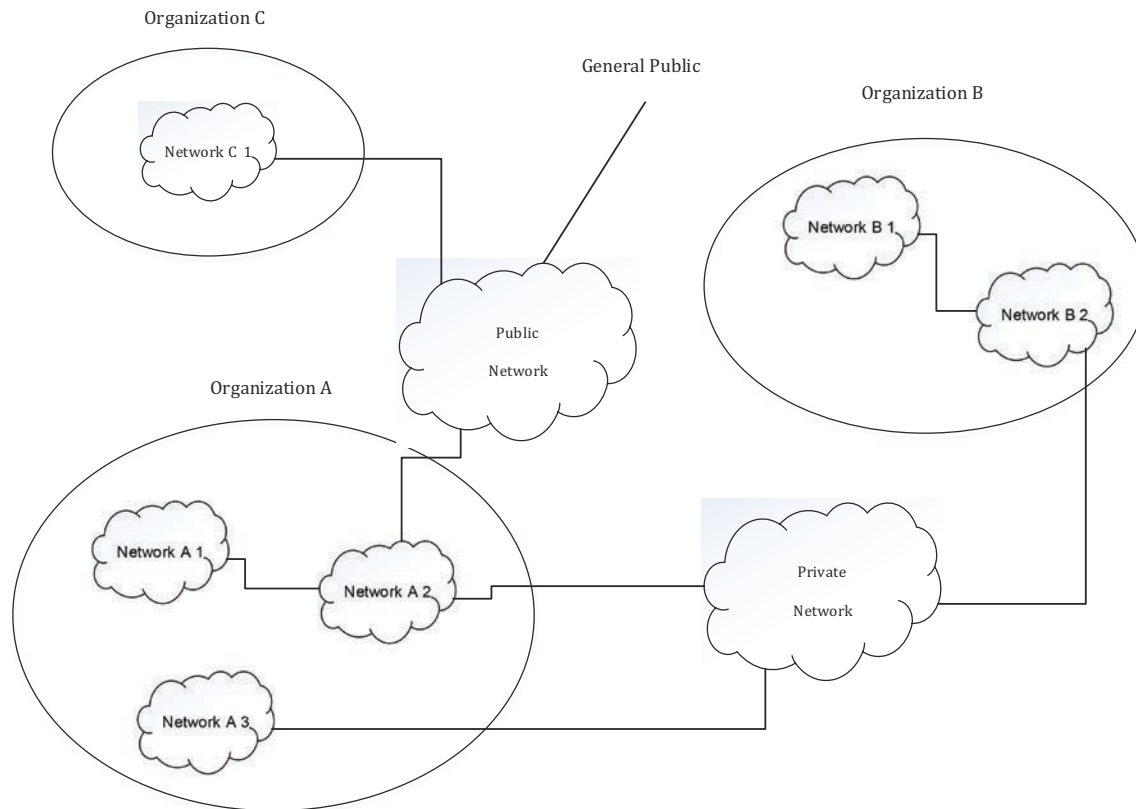 Organization C
General Public
Organization B
Network C 1
Network B 1
Network B 2
Public
Network
Organization A
Network A 1
Network A 2
Private
Network
Network A 3